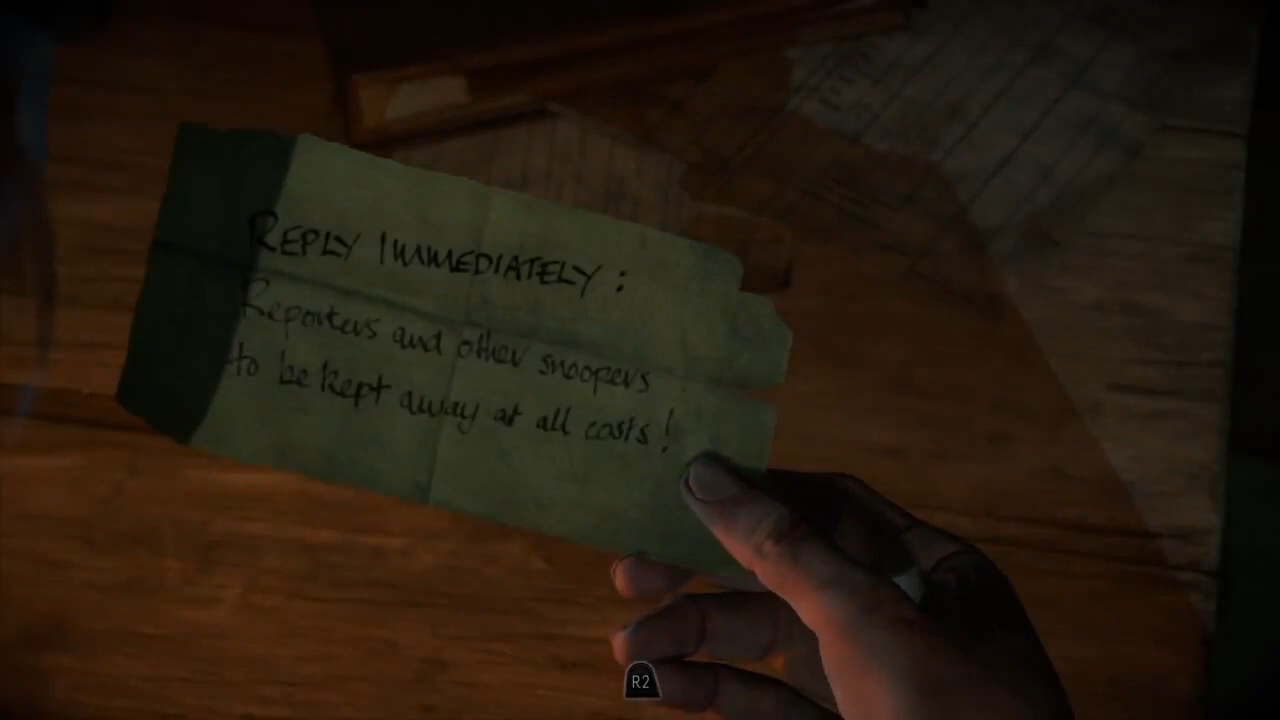 REPLY IMMEDIATELY :
Reporters and other snoopers
to be kept away at all costs!
R2